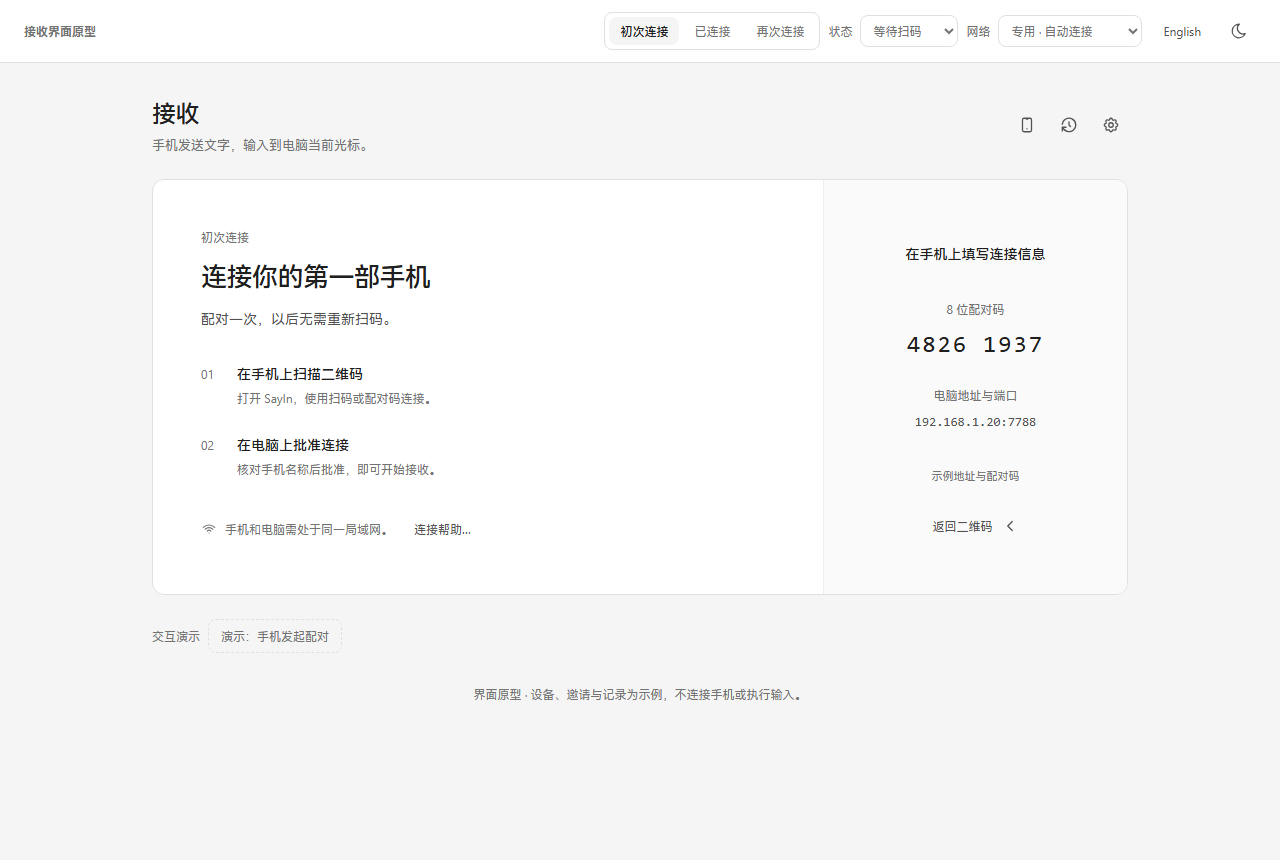 接收界面原型
初次连接 已连接 再次连接 状态 等待扫码 网络 专用 · 自动连接 English
接收
手机发送文字，输入到电脑当前光标。
初次连接
连接你的第一部手机
配对一次，以后无需重新扫码。
01 在手机上扫描二维码
打开 SayIn，使用扫码或配对码连接。
02 在电脑上批准连接
核对手机名称后批准，即可开始接收。
手机和电脑需处于同一局域网。 连接帮助...
在手机上填写连接信息
8 位配对码
4826 1937
电脑地址与端口
192.168.1.20:7788
示例地址与配对码
返回二维码
交互演示 演示：手机发起配对
界面原型 · 设备、邀请与记录为示例，不连接手机或执行输入。